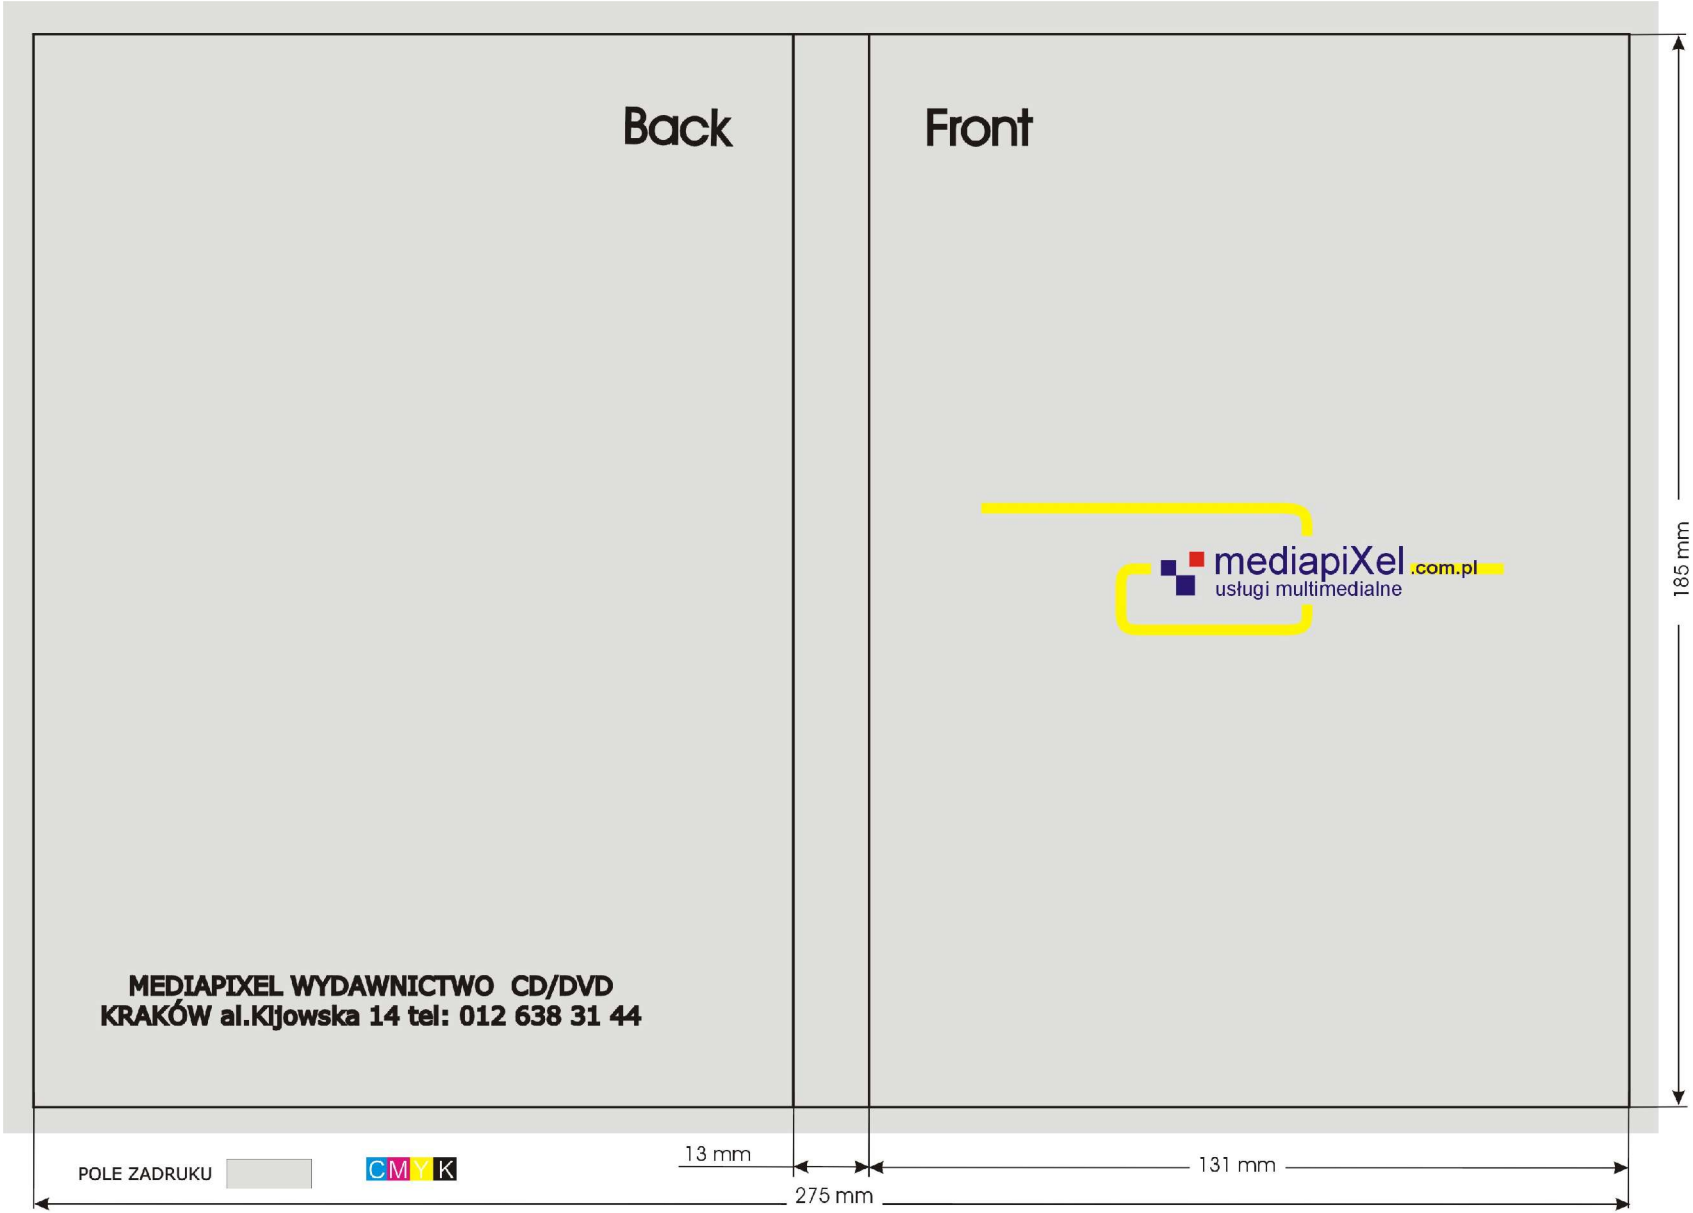 Back
Front
mediapiXel .com.pl
usługi multimedialne
185 mm
MEDIAPIXEL WYDAWNICTWO CD/DVD
KRAKÓW al.Kijowska 14 tel: 012 638 31 44
POLE ZADRUKU
CMYK
13 mm
131 mm
275 mm